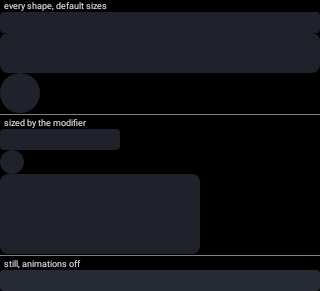 every shape, default sizes
sized by the modifier
still, animations off